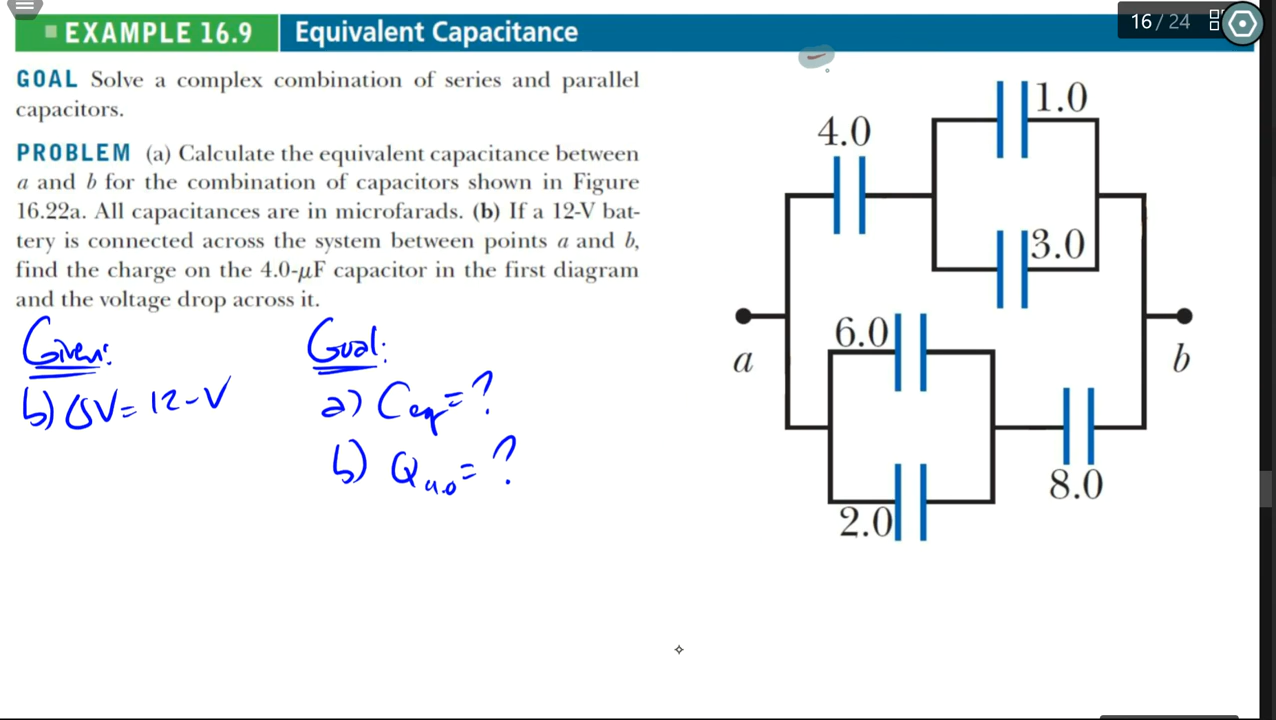 16 / 24
EXAMPLE 16.9 Equivalent Capacitance
GOAL Solve a complex combination of series and parallel
capacitors.
PROBLEM (a) Calculate the equivalent capacitance between
a and b for the combination of capacitors shown in Figure
16.22a. All capacitances are in microfarads. (b) If a 12-V bat-
tery is connected across the system between points a and b,
find the charge on the 4.0-μF capacitor in the first diagram
and the voltage drop across it.
Given:
b) ΔV = 12-V
Goal:
a) Ceq = ?
b) Q4.0 = ?
1.0
4.0
3.0
6.0
a
b
8.0
2.0